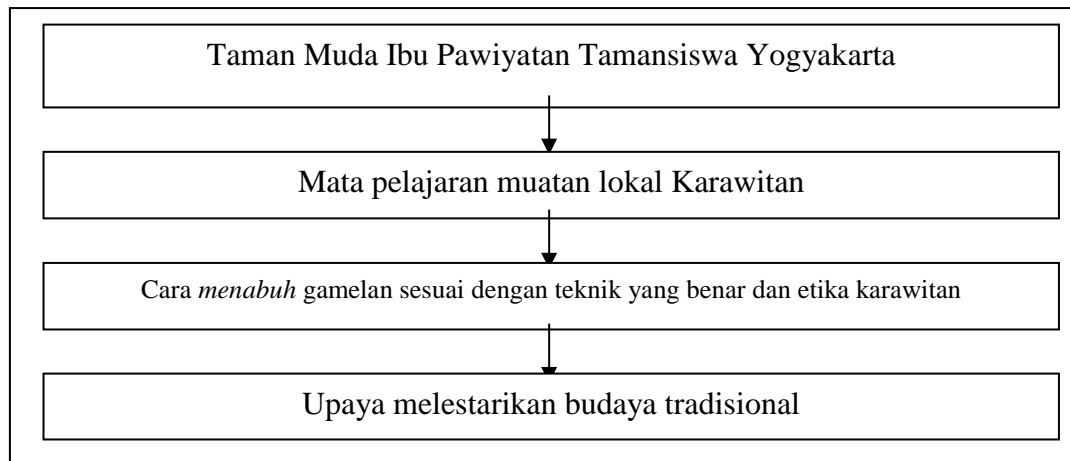 Taman Muda Ibu Pawiyatan Tamansiswa Yogyakarta
Mata pelajaran muatan lokal Karawitan
Cara menabuh gamelan sesuai dengan teknik yang benar dan etika karawitan
Upaya melestarikan budaya tradisional